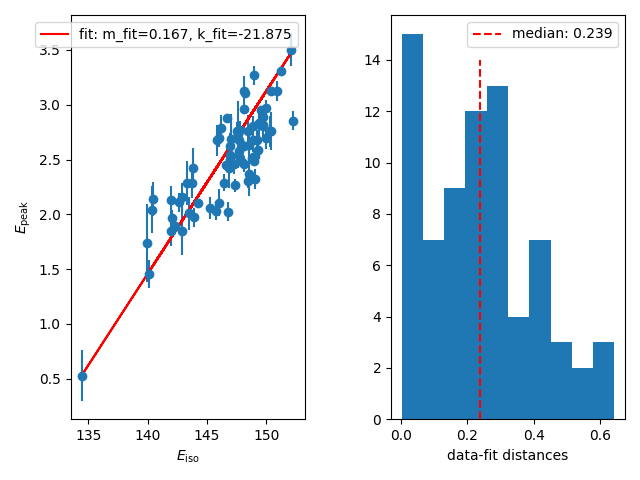 fit: m_fit=0.167, k_fit=-21.875
3.5
3.0
2.5
2.0
1.5
1.0
0.5
E_peak
135 140 145 150
E_iso
median: 0.239
14
12
10
8
6
4
2
0
0.0 0.2 0.4 0.6
data-fit distances